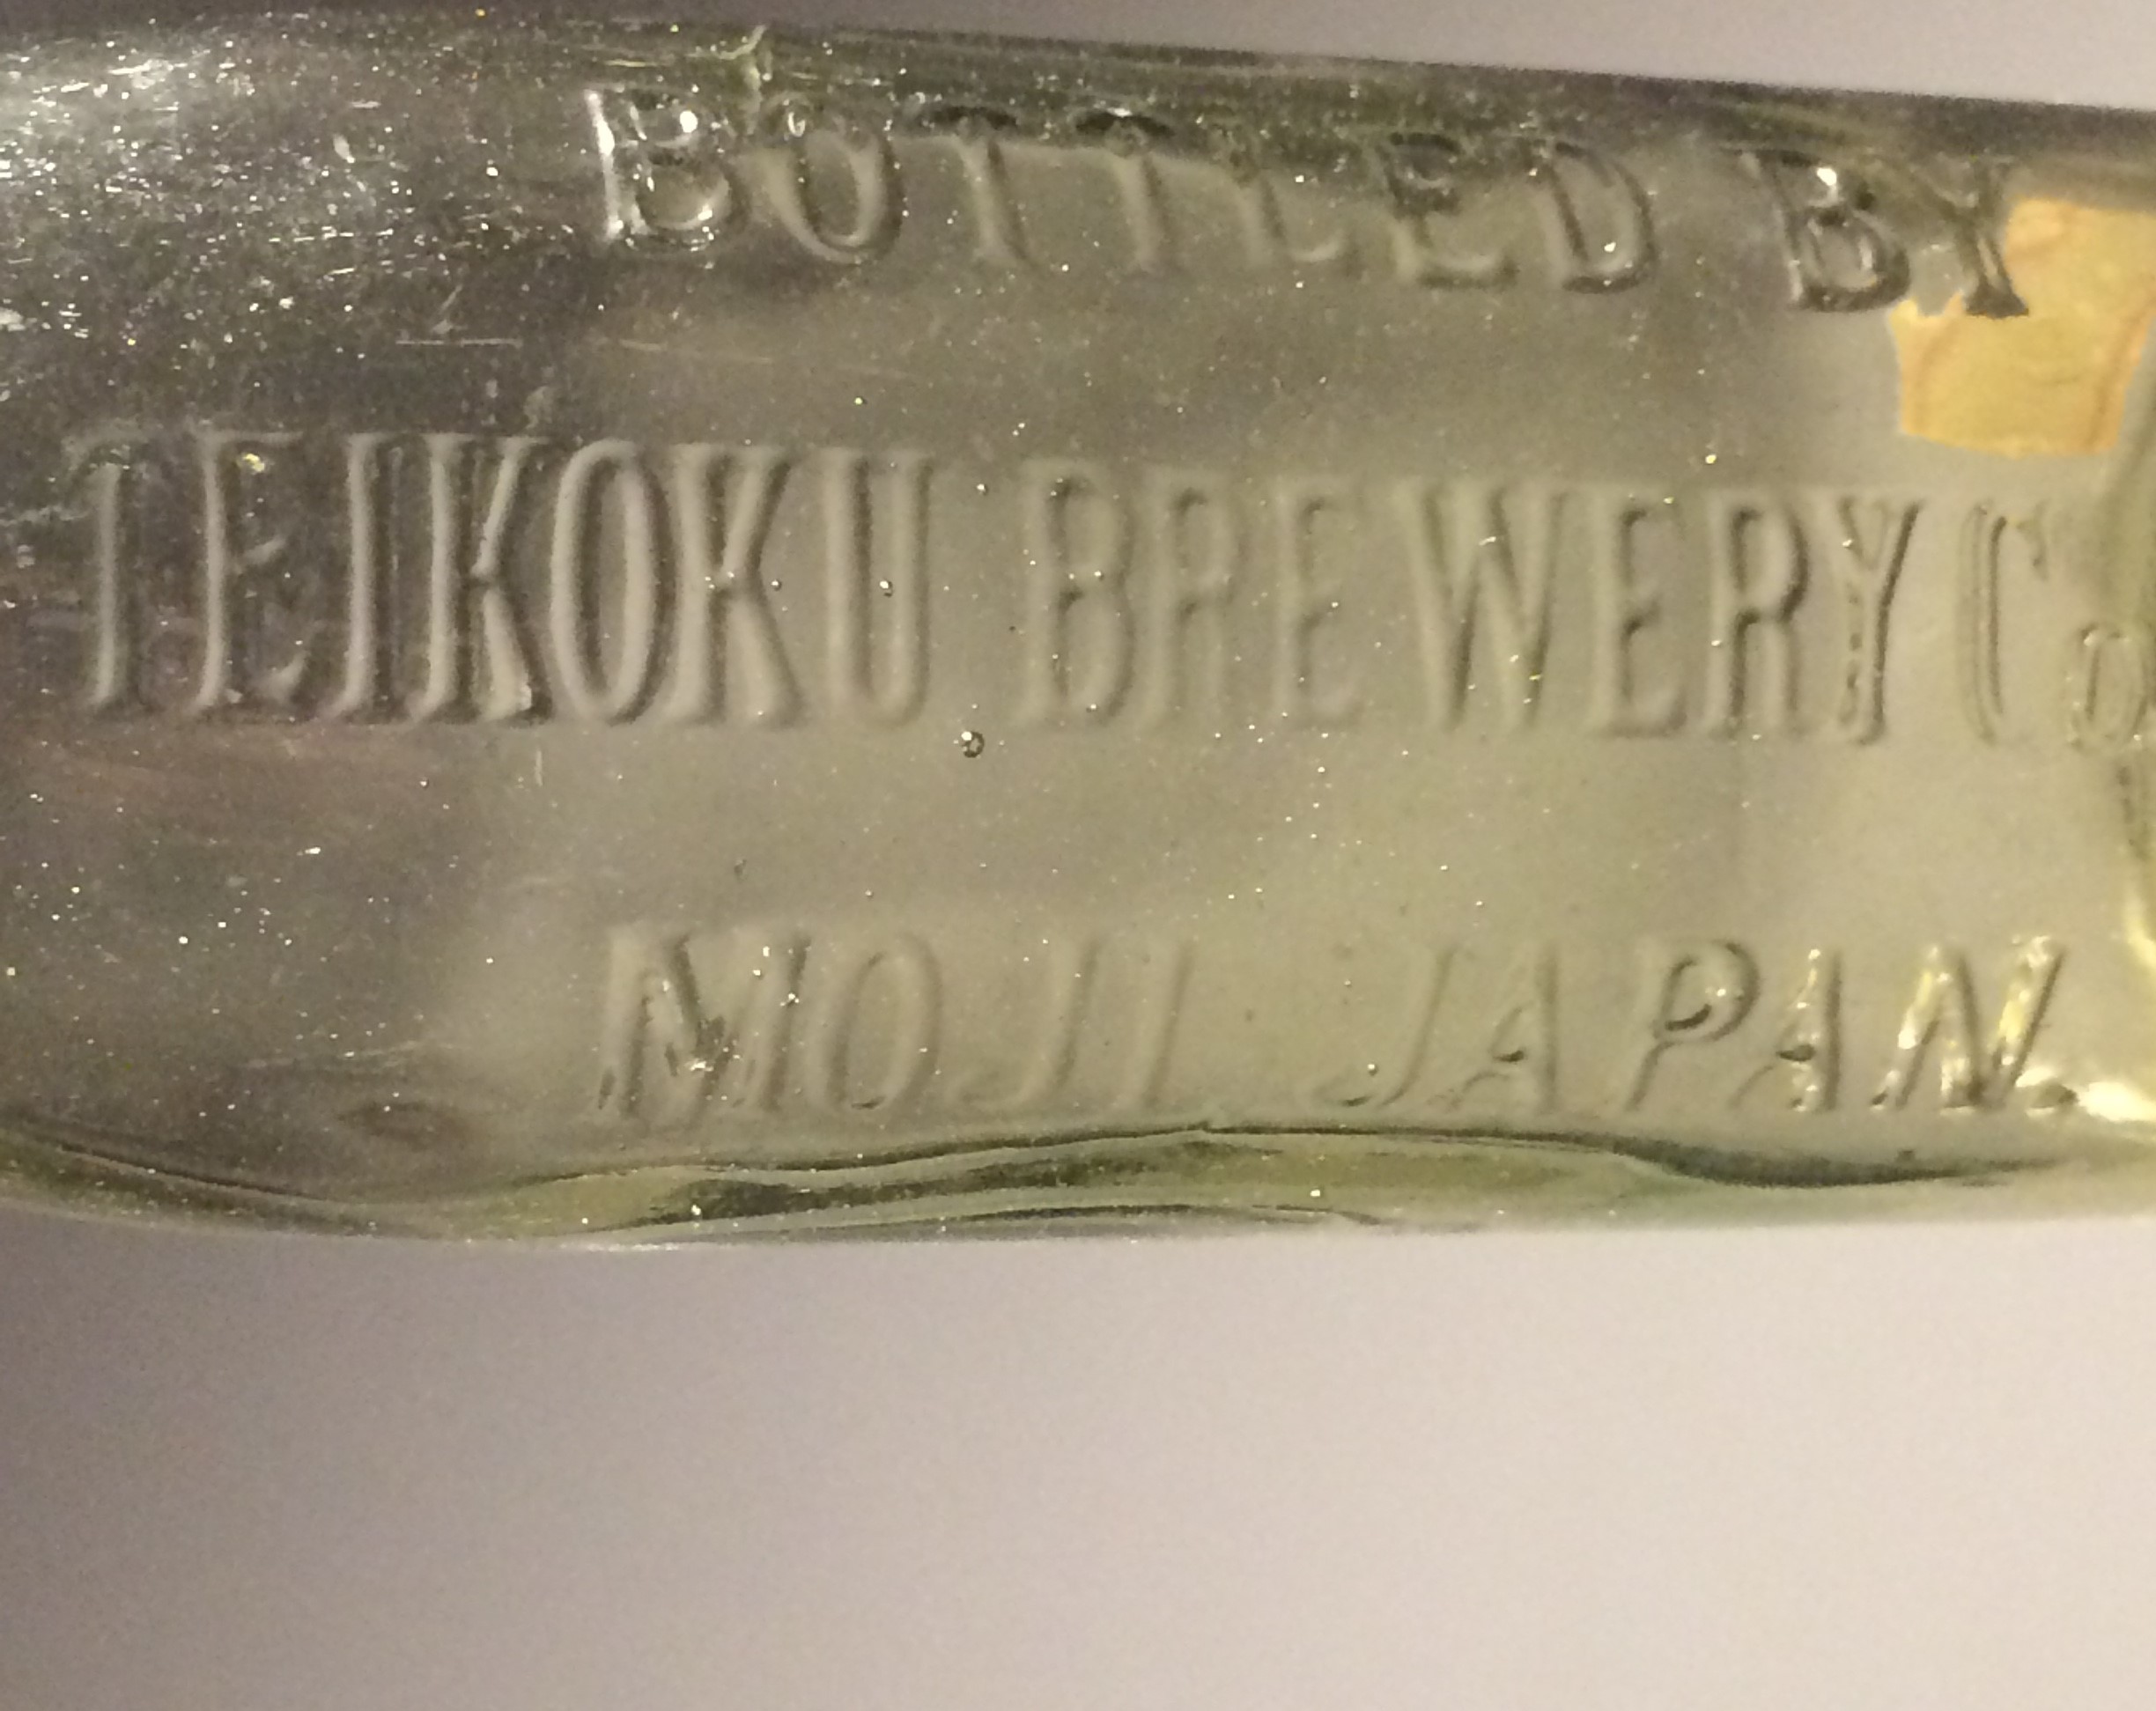 BOTTLED BY
TEIKOKU BREWERY Co
MOJI JAPAN.